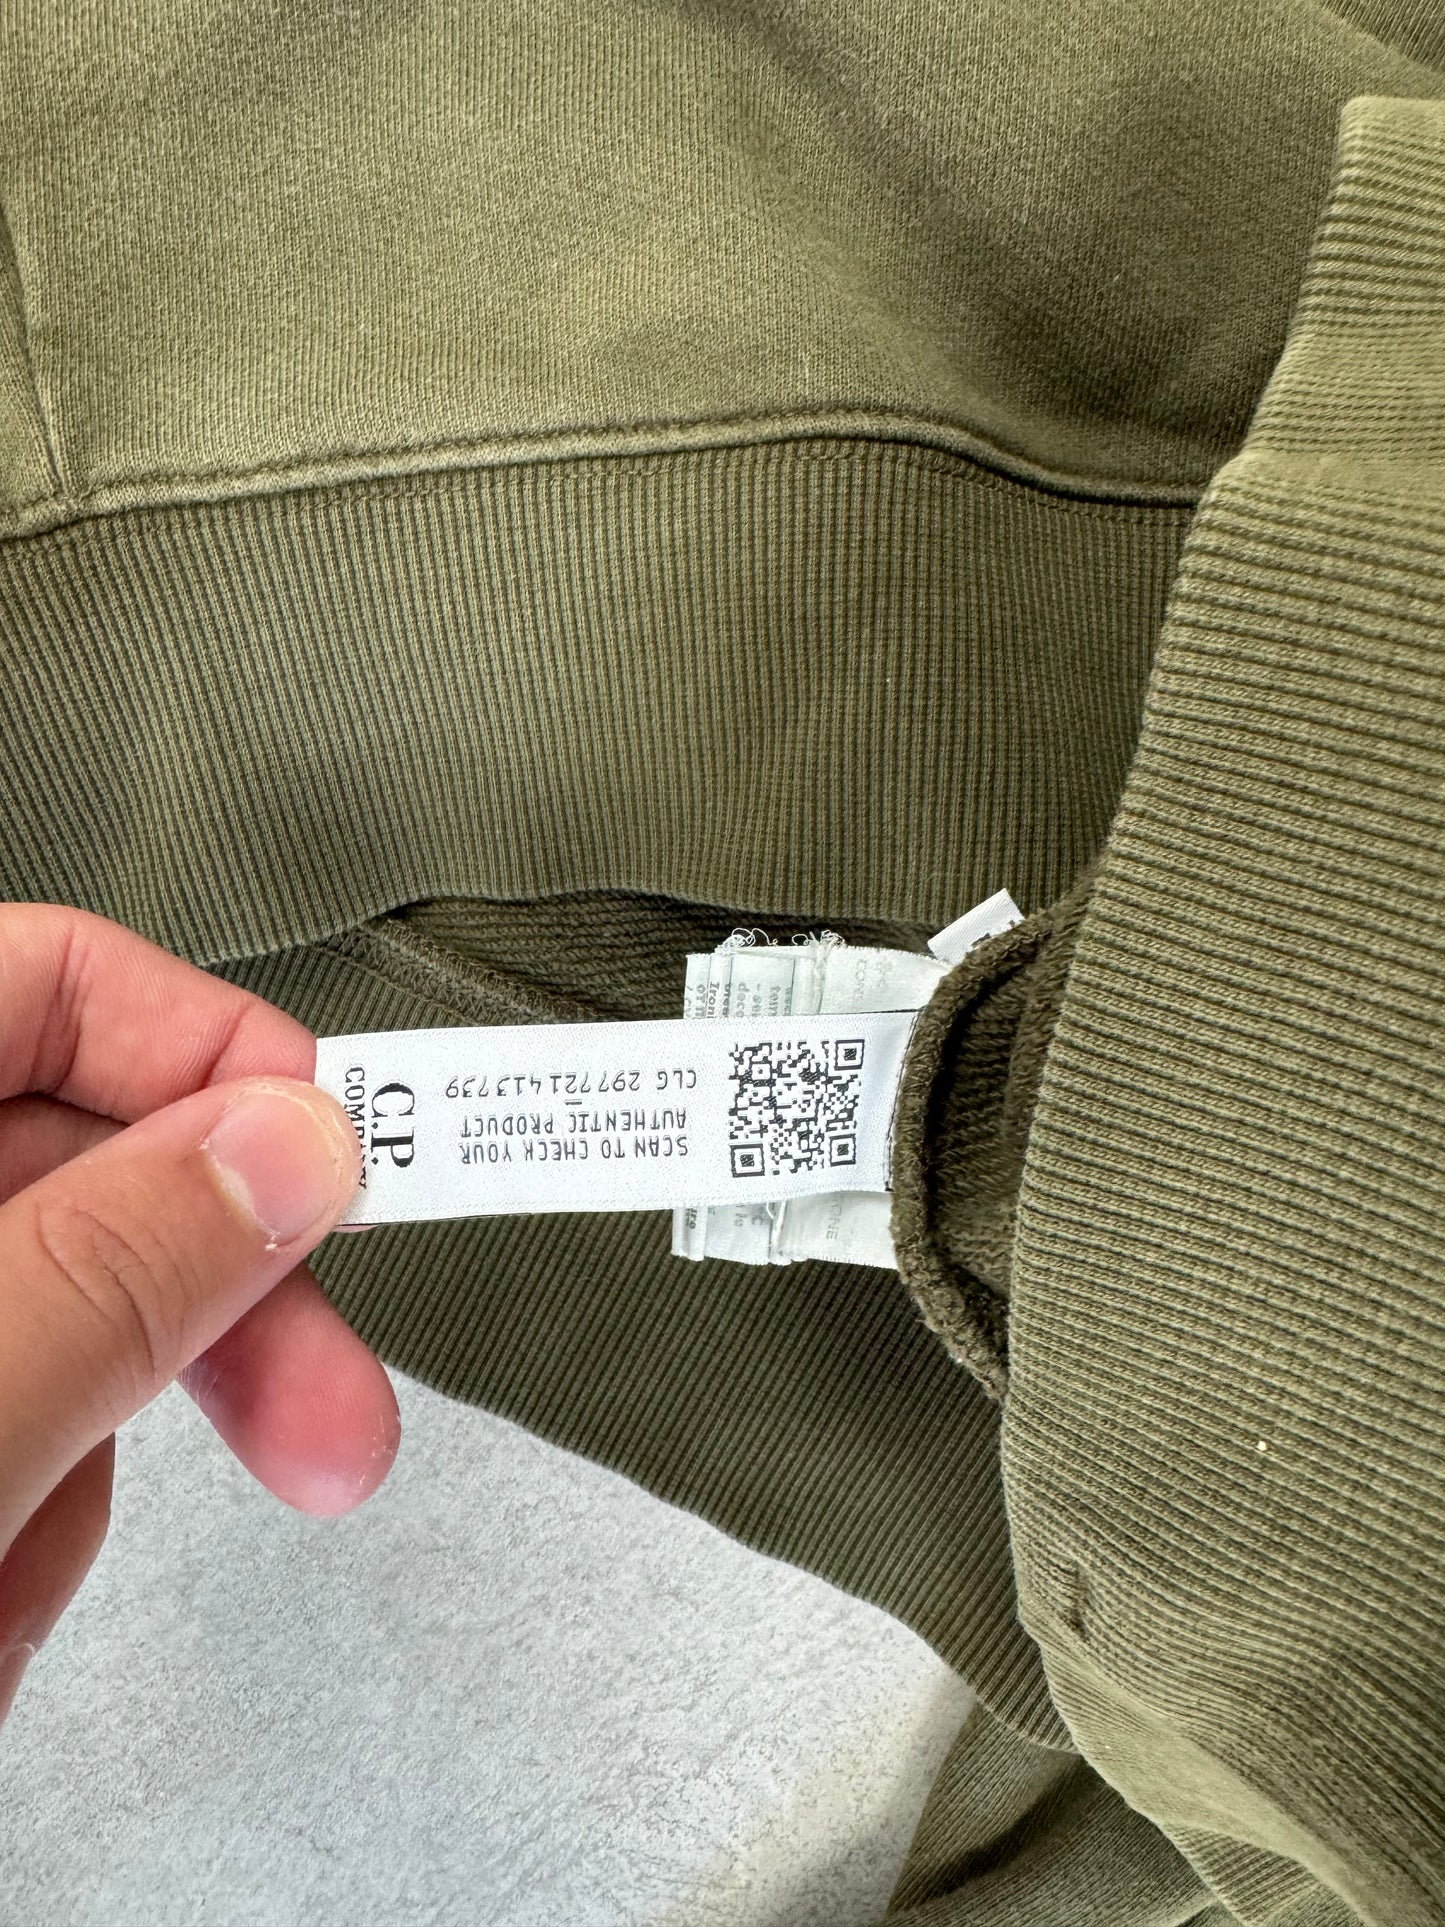 C.P.
COMPANY
SCAN TO CHECK YOUR
AUTHENTIC PRODUCT
CLG 297721413739